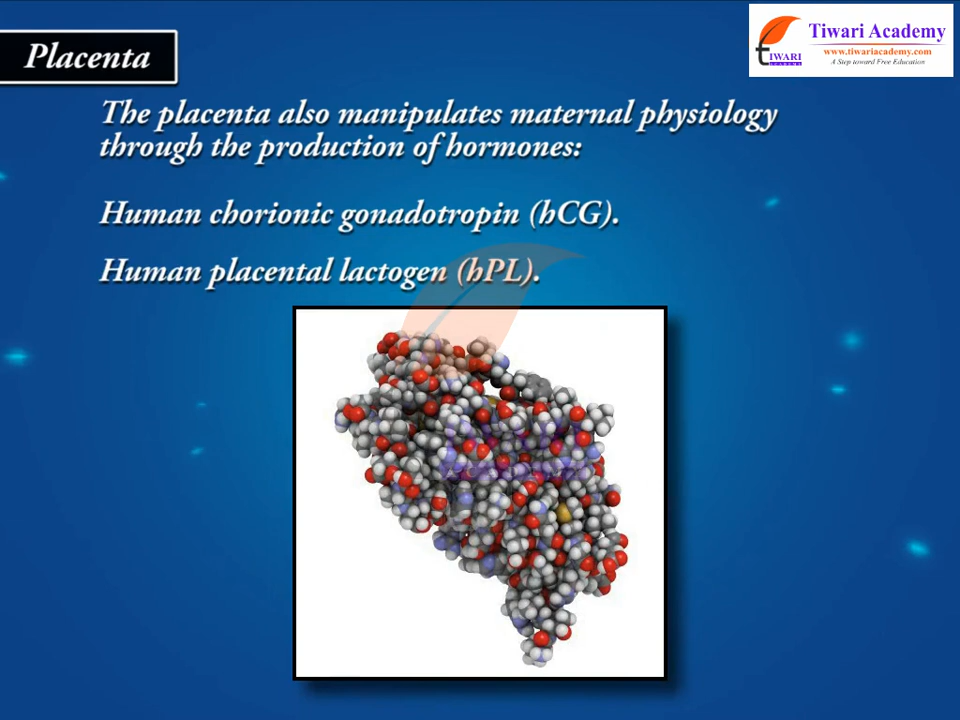 Placenta
Tiwari Academy
www.tiwariacademy.com
A Step toward Free Education
TIWARI
ACADEMY
The placenta also manipulates maternal physiology
through the production of hormones:
Human chorionic gonadotropin (hCG).
Human placental lactogen (hPL).